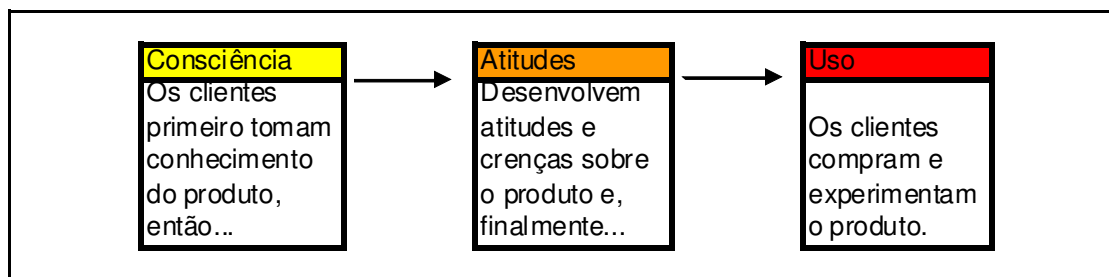 Consciência
Os clientes
primeiro tomam
conhecimento
do produto,
então...
Atitudes
Desenvolvem
atitudes e
crenças sobre
o produto e,
finalmente...
Uso
Os clientes
compram e
experimentam
o produto.